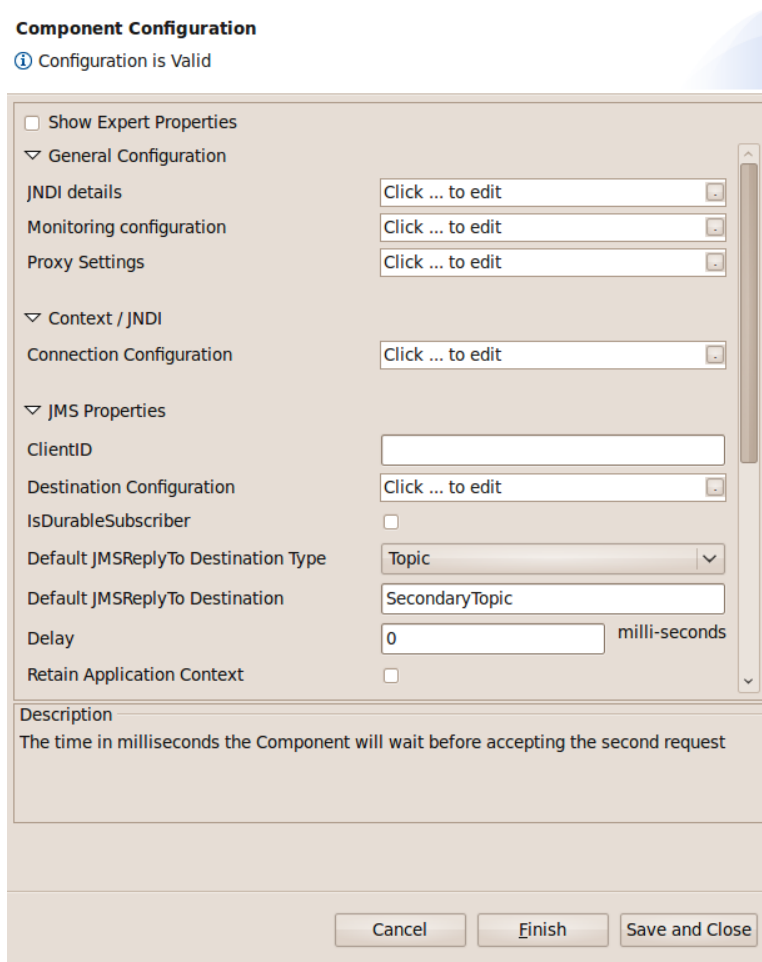 Component Configuration
Configuration is Valid
Show Expert Properties
General Configuration
JNDI details Click ... to edit
Monitoring configuration Click ... to edit
Proxy Settings Click ... to edit
Context / JNDI
Connection Configuration Click ... to edit
JMS Properties
ClientID
Destination Configuration Click ... to edit
IsDurableSubscriber
Default JMSReplyTo Destination Type Topic
Default JMSReplyTo Destination SecondaryTopic
Delay 0 milli-seconds
Retain Application Context
Description
The time in milliseconds the Component will wait before accepting the second request
Cancel Finish Save and Close